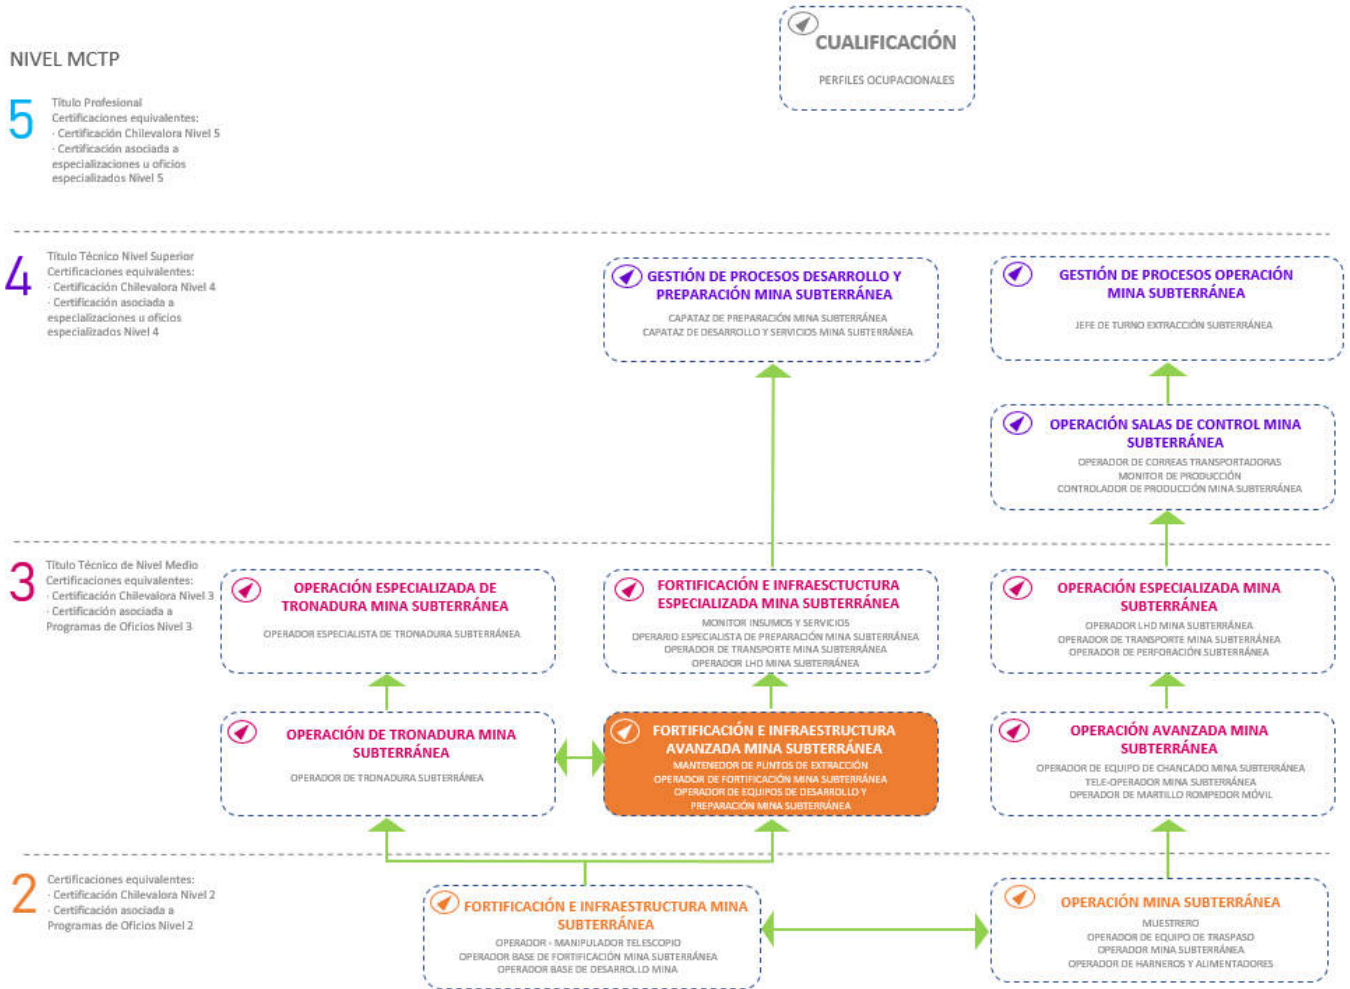 CUALIFICACIÓN
PERFILES OCUPACIONALES
NIVEL MCTP
5
Título Profesional
Certificaciones equivalentes:
· Certificación Chilevalora Nivel 5
· Certificación asociada a
especializaciones u oficios
especializados Nivel 5
4
Título Técnico Nivel Superior
Certificaciones equivalentes:
· Certificación Chilevalora Nivel 4
· Certificación asociada a
especializaciones u oficios
especializados Nivel 4
GESTIÓN DE PROCESOS DESARROLLO Y
PREPARACIÓN MINA SUBTERRÁNEA
CAPATAZ DE PREPARACIÓN MINA SUBTERRÁNEA
CAPATAZ DE DESARROLLO Y SERVICIOS MINA SUBTERRÁNEA
GESTIÓN DE PROCESOS OPERACIÓN
MINA SUBTERRÁNEA
JEFE DE TURNO EXTRACCIÓN SUBTERRÁNEA
OPERACIÓN SALAS DE CONTROL MINA
SUBTERRÁNEA
OPERADOR DE CORREAS TRANSPORTADORAS
MONITOR DE PRODUCCIÓN
CONTROLADOR DE PRODUCCIÓN MINA SUBTERRÁNEA
3
Título Técnico de Nivel Medio
Certificaciones equivalentes:
· Certificación Chilevalora Nivel 3
· Certificación asociada a
Programas de Oficios Nivel 3
OPERACIÓN ESPECIALIZADA DE
TRONADURA MINA SUBTERRÁNEA
OPERADOR ESPECIALISTA DE TRONADURA SUBTERRÁNEA
FORTIFICACIÓN E INFRAESCTUCTURA
ESPECIALIZADA MINA SUBTERRÁNEA
MONITOR INSUMOS Y SERVICIOS
OPERARIO ESPECIALISTA DE PREPARACIÓN MINA SUBTERRÁNEA
OPERADOR DE TRANSPORTE MINA SUBTERRÁNEA
OPERADOR LHD MINA SUBTERRÁNEA
OPERACIÓN ESPECIALIZADA MINA
SUBTERRÁNEA
OPERADOR LHD MINA SUBTERRÁNEA
OPERADOR DE TRANSPORTE MINA SUBTERRÁNEA
OPERADOR DE PERFORACIÓN SUBTERRÁNEA
OPERACIÓN DE TRONADURA MINA
SUBTERRÁNEA
OPERADOR DE TRONADURA SUBTERRÁNEA
FORTIFICACIÓN E INFRAESTRUCTURA
AVANZADA MINA SUBTERRÁNEA
MANTENEDOR DE PUNTOS DE EXTRACCIÓN
OPERADOR DE FORTIFICACIÓN MINA SUBTERRÁNEA
OPERADOR DE EQUIPOS DE DESARROLLO Y
PREPARACIÓN MINA SUBTERRÁNEA
OPERACIÓN AVANZADA MINA
SUBTERRÁNEA
OPERADOR DE EQUIPO DE CHANCADO MINA SUBTERRÁNEA
TELE-OPERADOR MINA SUBTERRÁNEA
OPERADOR DE MARTILLO ROMPEDOR MÓVIL
2
Certificaciones equivalentes:
· Certificación Chilevalora Nivel 2
· Certificación asociada a
Programas de Oficios Nivel 2
FORTIFICACIÓN E INFRAESTRUCTURA MINA
SUBTERRÁNEA
OPERADOR - MANIPULADOR TELESCOPIO
OPERADOR BASE DE FORTIFICACIÓN MINA SUBTERRÁNEA
OPERADOR BASE DE DESARROLLO MINA
OPERACIÓN MINA SUBTERRÁNEA
MUESTRERO
OPERADOR DE EQUIPO DE TRASPASO
OPERADOR MINA SUBTERRÁNEA
OPERADOR DE HARNEROS Y ALIMENTADORES